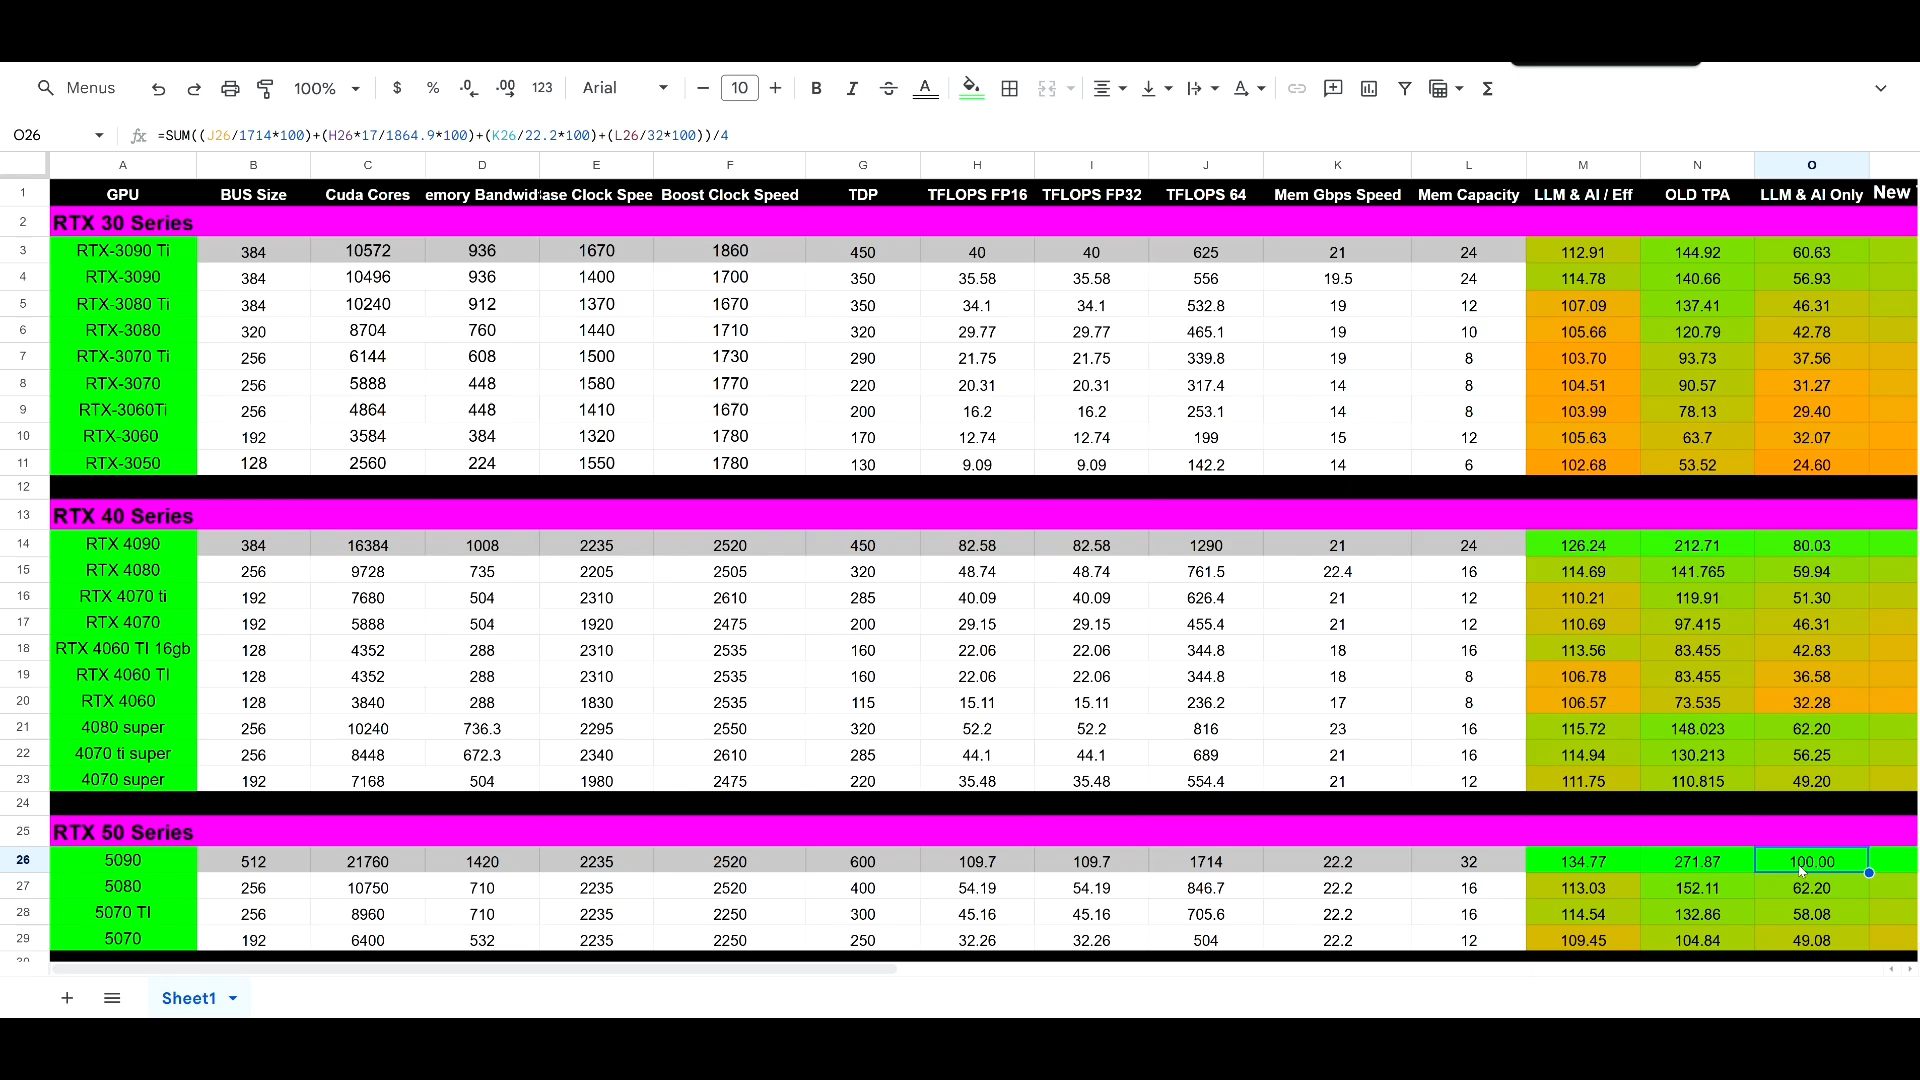 Menus 100% $ % .0 .00 123 Arial 10 B I S A Σ
O26 fx =SUM((J26/1714*100)+(H26*17/1864.9*100)+(K26/22.2*100)+(L26/32*100))/4
A B C D E F G H I J K L M N O
1 GPU BUS Size Cuda Cores emory Bandwid ase Clock Spee Boost Clock Speed TDP TFLOPS FP16 TFLOPS FP32 TFLOPS 64 Mem Gbps Speed Mem Capacity LLM & AI / Eff OLD TPA LLM & AI Only New
2 RTX 30 Series
3 RTX-3090 Ti 384 10572 936 1670 1860 450 40 40 625 21 24 112.91 144.92 60.63
4 RTX-3090 384 10496 936 1400 1700 350 35.58 35.58 556 19.5 24 114.78 140.66 56.93
5 RTX-3080 Ti 384 10240 912 1370 1670 350 34.1 34.1 532.8 19 12 107.09 137.41 46.31
6 RTX-3080 320 8704 760 1440 1710 320 29.77 29.77 465.1 19 10 105.66 120.79 42.78
7 RTX-3070 Ti 256 6144 608 1500 1730 290 21.75 21.75 339.8 19 8 103.70 93.73 37.56
8 RTX-3070 256 5888 448 1580 1770 220 20.31 20.31 317.4 14 8 104.51 90.57 31.27
9 RTX-3060Ti 256 4864 448 1410 1670 200 16.2 16.2 253.1 14 8 103.99 78.13 29.40
10 RTX-3060 192 3584 384 1320 1780 170 12.74 12.74 199 15 12 105.63 63.7 32.07
11 RTX-3050 128 2560 224 1550 1780 130 9.09 9.09 142.2 14 6 102.68 53.52 24.60
12
13 RTX 40 Series
14 RTX 4090 384 16384 1008 2235 2520 450 82.58 82.58 1290 21 24 126.24 212.71 80.03
15 RTX 4080 256 9728 735 2205 2505 320 48.74 48.74 761.5 22.4 16 114.69 141.765 59.94
16 RTX 4070 ti 192 7680 504 2310 2610 285 40.09 40.09 626.4 21 12 110.21 119.91 51.30
17 RTX 4070 192 5888 504 1920 2475 200 29.15 29.15 455.4 21 12 110.69 97.415 46.31
18 RTX 4060 TI 16gb 128 4352 288 2310 2535 160 22.06 22.06 344.8 18 16 113.56 83.455 42.83
19 RTX 4060 TI 128 4352 288 2310 2535 160 22.06 22.06 344.8 18 8 106.78 83.455 36.58
20 RTX 4060 128 3840 288 1830 2535 115 15.11 15.11 236.2 17 8 106.57 73.535 32.28
21 4080 super 256 10240 736.3 2295 2550 320 52.2 52.2 816 23 16 115.72 148.023 62.20
22 4070 ti super 256 8448 672.3 2340 2610 285 44.1 44.1 689 21 16 114.94 130.213 56.25
23 4070 super 192 7168 504 1980 2475 220 35.48 35.48 554.4 21 12 111.75 110.815 49.20
24
25 RTX 50 Series
26 5090 512 21760 1420 2235 2520 600 109.7 109.7 1714 22.2 32 134.77 271.87 100.00
27 5080 256 10750 710 2235 2520 400 54.19 54.19 846.7 22.2 16 113.03 152.11 62.20
28 5070 TI 256 8960 710 2235 2250 300 45.16 45.16 705.6 22.2 16 114.54 132.86 58.08
29 5070 192 6400 532 2235 2250 250 32.26 32.26 504 22.2 12 109.45 104.84 49.08
Sheet1